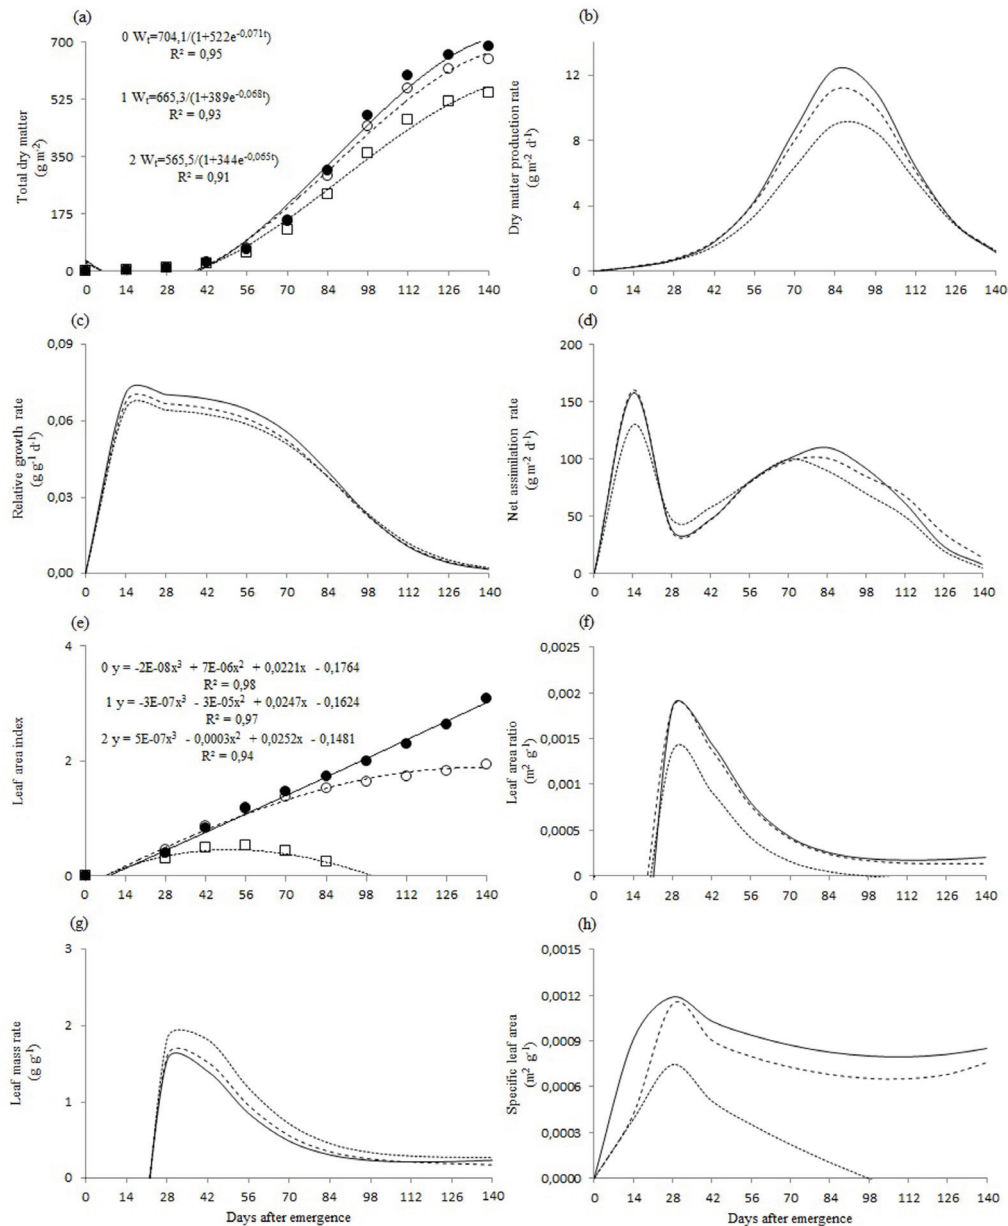 (a)
Total dry matter
(g m-2)
700
525
350
175
0
0 Wt=704,1/(1+522e-0,071t)
R² = 0,95
1 Wt=665,3/(1+389e-0,068t)
R² = 0,93
2 Wt=565,5/(1+344e-0,065t)
R² = 0,91
0 14 28 42 56 70 84 98 112 126 140
(b)
Dry matter production rate
(g m-2 d-1)
12
8
4
0
0 14 28 42 56 70 84 98 112 126 140
(c)
Relative growth rate
(g g-1 d-1)
0,09
0,06
0,03
0,00
0 14 28 42 56 70 84 98 112 126 140
(d)
Net assimilation rate
(g m-2 d-1)
200
150
100
50
0
0 14 28 42 56 70 84 98 112 126 140
(e)
Leaf area index
4
2
0
0 y = -2E-08x3 + 7E-06x2 + 0,0221x - 0,1764
R² = 0,98
1 y = -3E-07x3 - 3E-05x2 + 0,0247x - 0,1624
R² = 0,97
2 y = 5E-07x3 - 0,0003x2 + 0,0252x - 0,1481
R² = 0,94
0 14 28 42 56 70 84 98 112 126 140
(f)
Leaf area ratio
(m2 g-1)
0,0025
0,002
0,0015
0,001
0,0005
0
0 14 28 42 56 70 84 98 112 126 140
(g)
Leaf mass rate
(g g-1)
3
2
1
0
0 14 28 42 56 70 84 98 112 126 140
Days after emergence
(h)
Specific leaf area
(m2 g-1)
0,0015
0,0012
0,0009
0,0006
0,0003
0,0000
0 14 28 42 56 70 84 98 112 126 140
Days after emergence